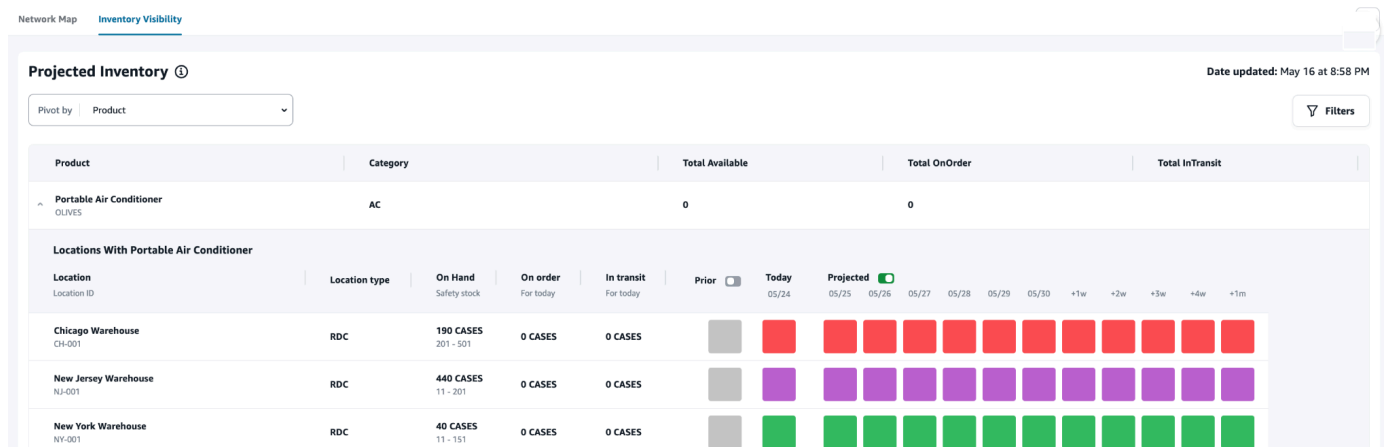 Network Map Inventory Visibility
Projected Inventory
Date updated: May 16 at 8:58 PM
Pivot by Product
Filters
Product Category Total Available Total OnOrder Total InTransit
Portable Air Conditioner AC 0 0
OLIVES
Locations With Portable Air Conditioner
Location Location type On Hand On order In transit Prior Today Projected
Location ID Safety stock For today For today 05/24 05/25 05/26 05/27 05/28 05/29 05/30 +1w +2w +3w +4w +1m
Chicago Warehouse RDC 190 CASES 0 CASES 0 CASES
CH-001 201 - 501
New Jersey Warehouse RDC 440 CASES 0 CASES 0 CASES
NJ-001 11 - 201
New York Warehouse RDC 40 CASES 0 CASES 0 CASES
NY-001 11 - 151